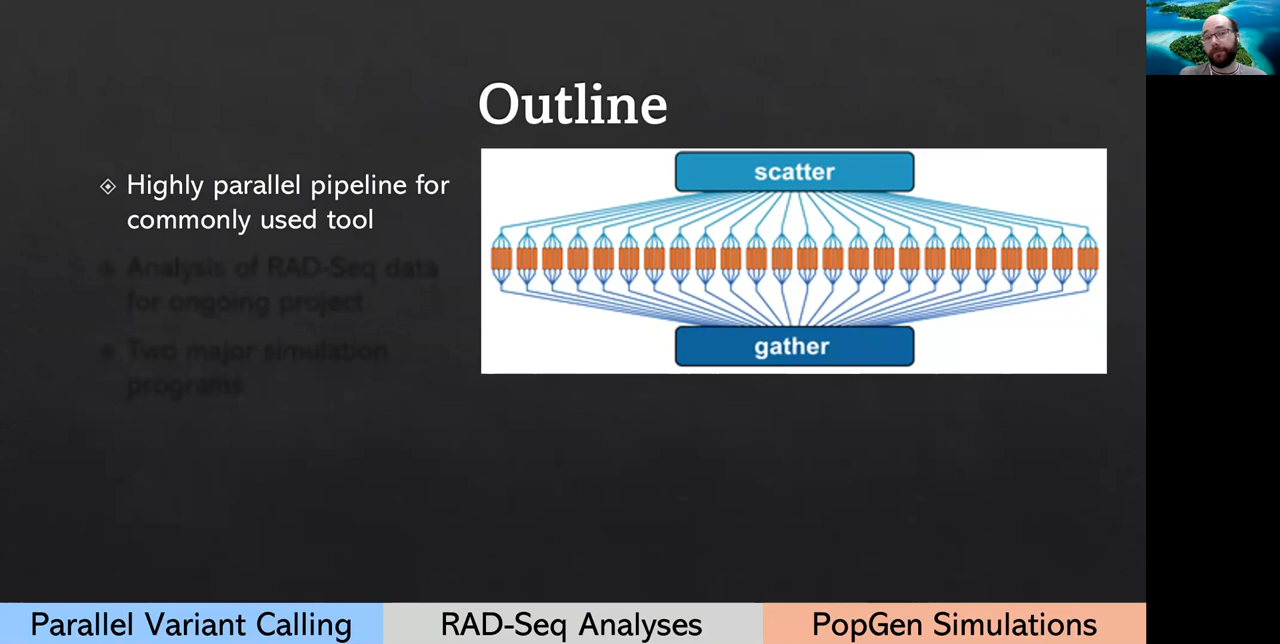 Outline
Highly parallel pipeline for
commonly used tool
Analysis of RAD-Seq data
for ongoing project
Two major simulation
programs
scatter
gather
Parallel Variant Calling
RAD-Seq Analyses
PopGen Simulations